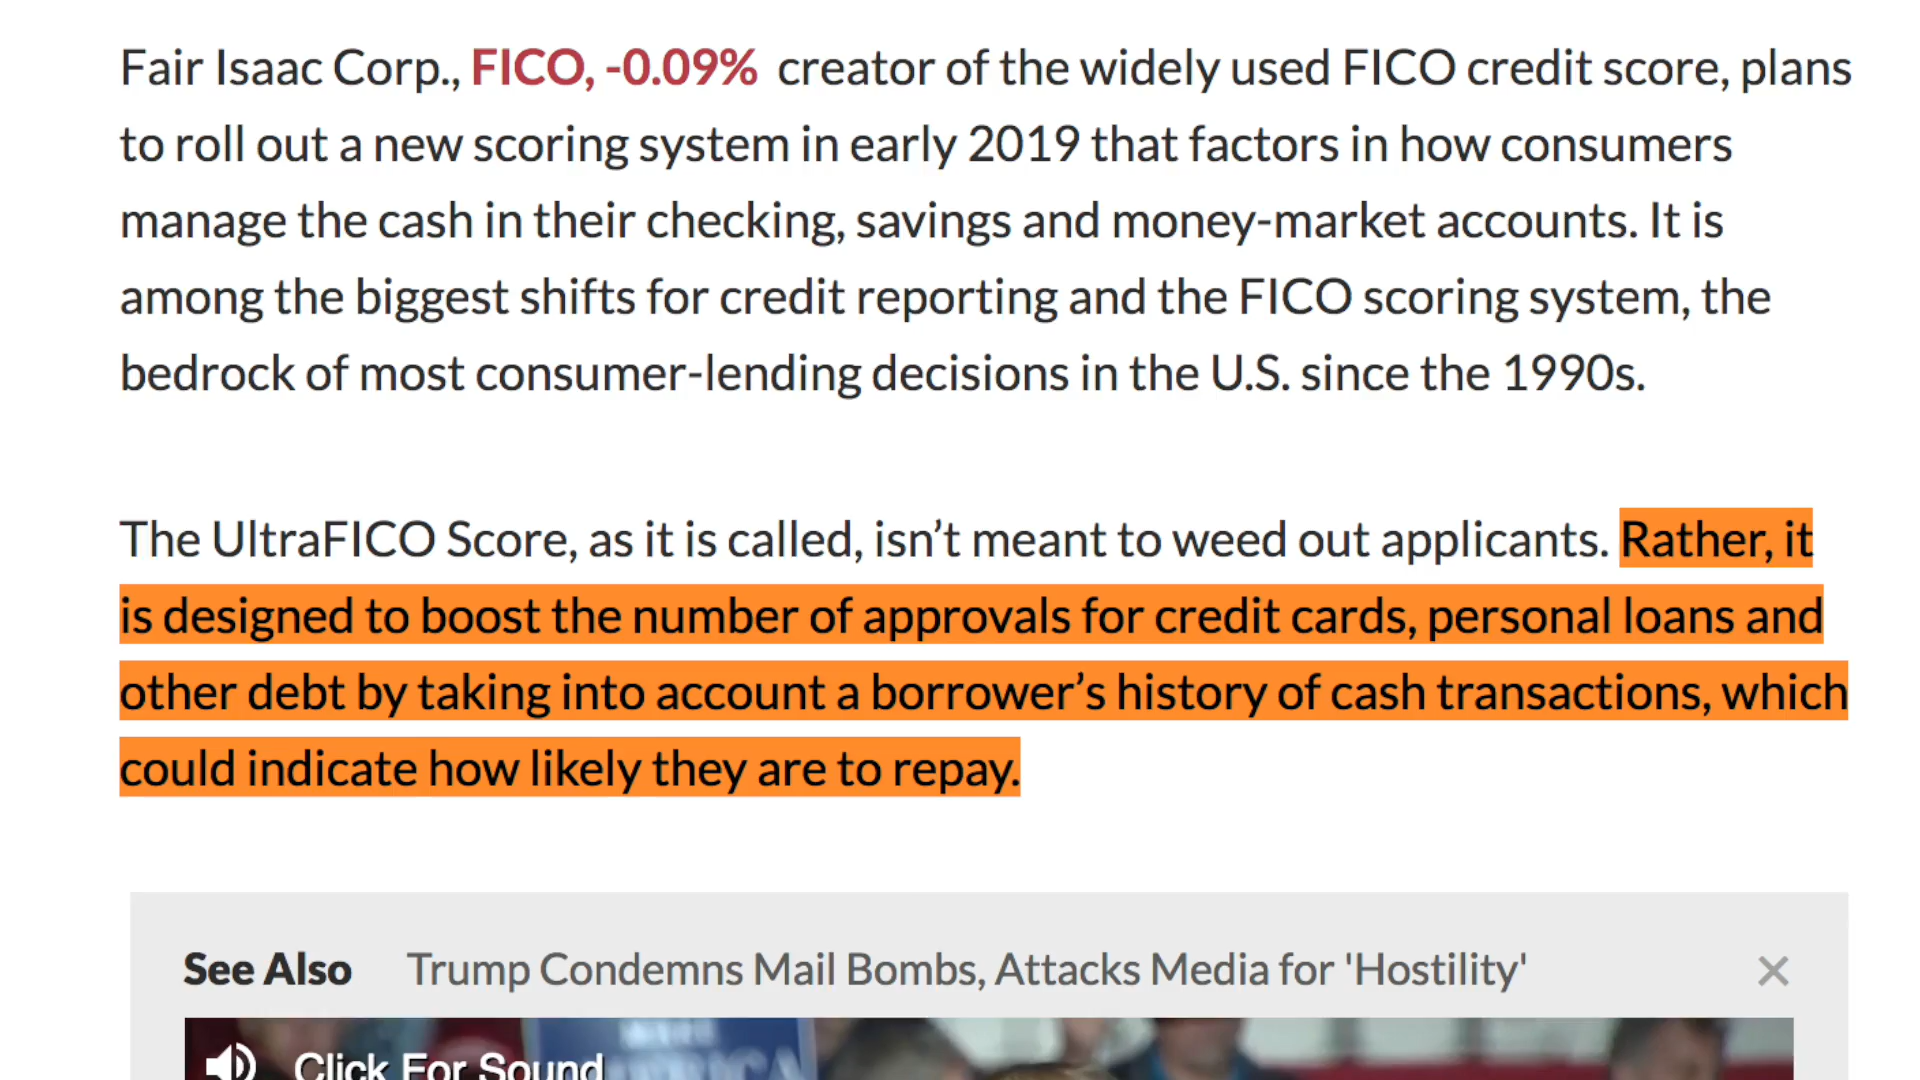 Fair Isaac Corp., FICO, -0.09% creator of the widely used FICO credit score, plans
to roll out a new scoring system in early 2019 that factors in how consumers
manage the cash in their checking, savings and money-market accounts. It is
among the biggest shifts for credit reporting and the FICO scoring system, the
bedrock of most consumer-lending decisions in the U.S. since the 1990s.
The UltraFICO Score, as it is called, isn’t meant to weed out applicants. Rather, it
is designed to boost the number of approvals for credit cards, personal loans and
other debt by taking into account a borrower’s history of cash transactions, which
could indicate how likely they are to repay.
See Also Trump Condemns Mail Bombs, Attacks Media for 'Hostility'
Click For Sound